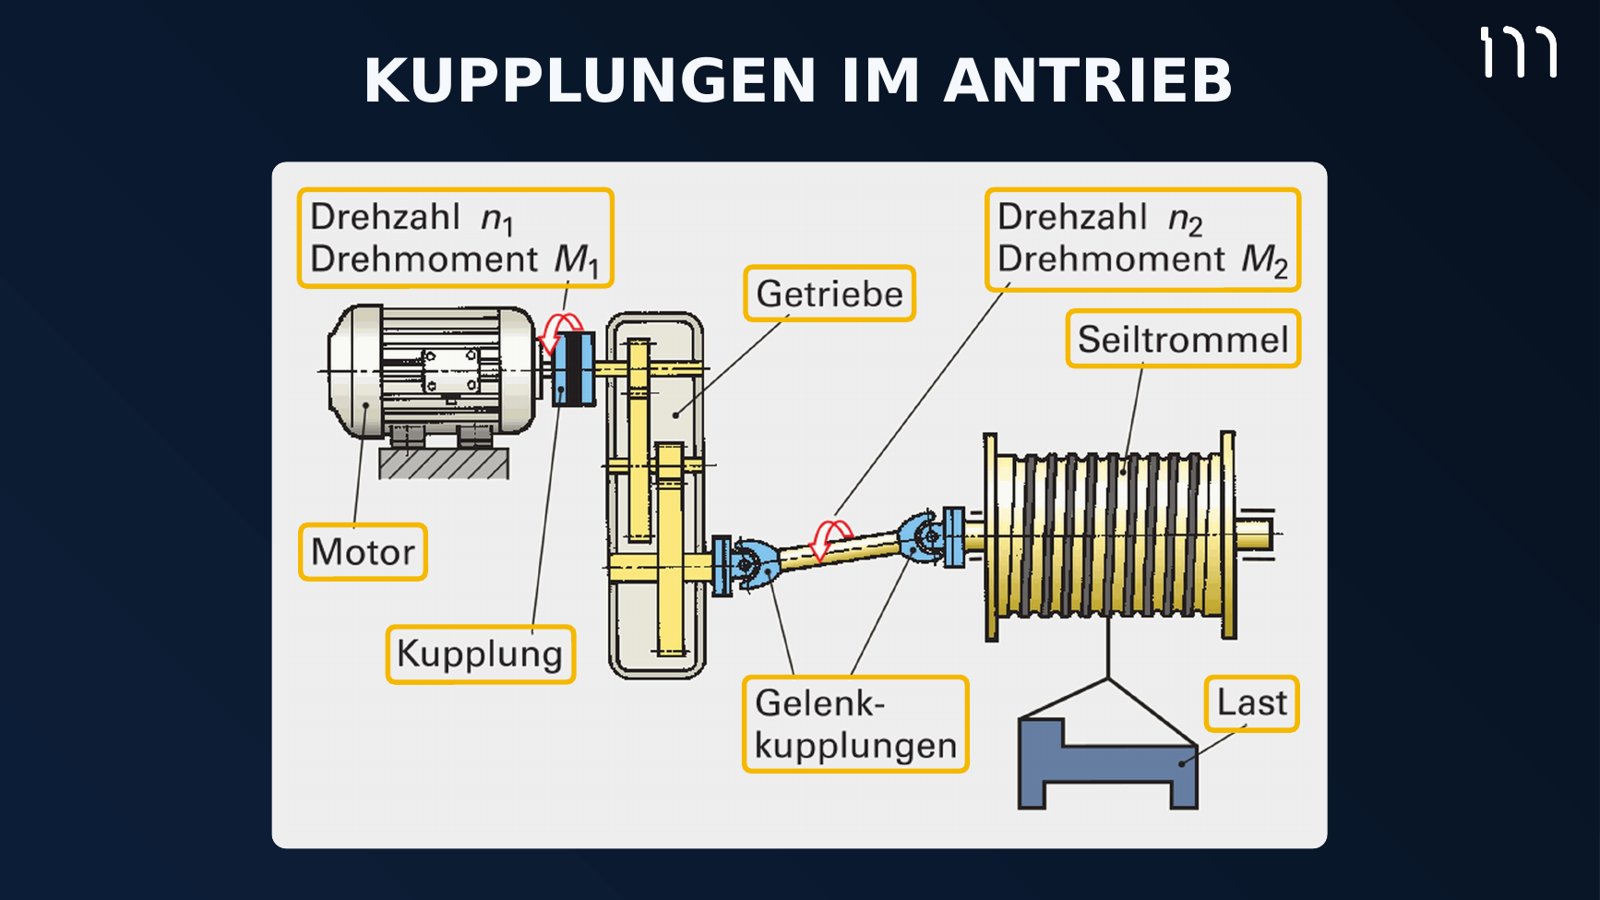 KUPPLUNGEN IM ANTRIEB
Drehzahl n₁
Drehmoment M₁
Drehzahl n₂
Drehmoment M₂
Getriebe
Seiltrommel
Motor
Kupplung
Gelenk-
kupplungen
Last